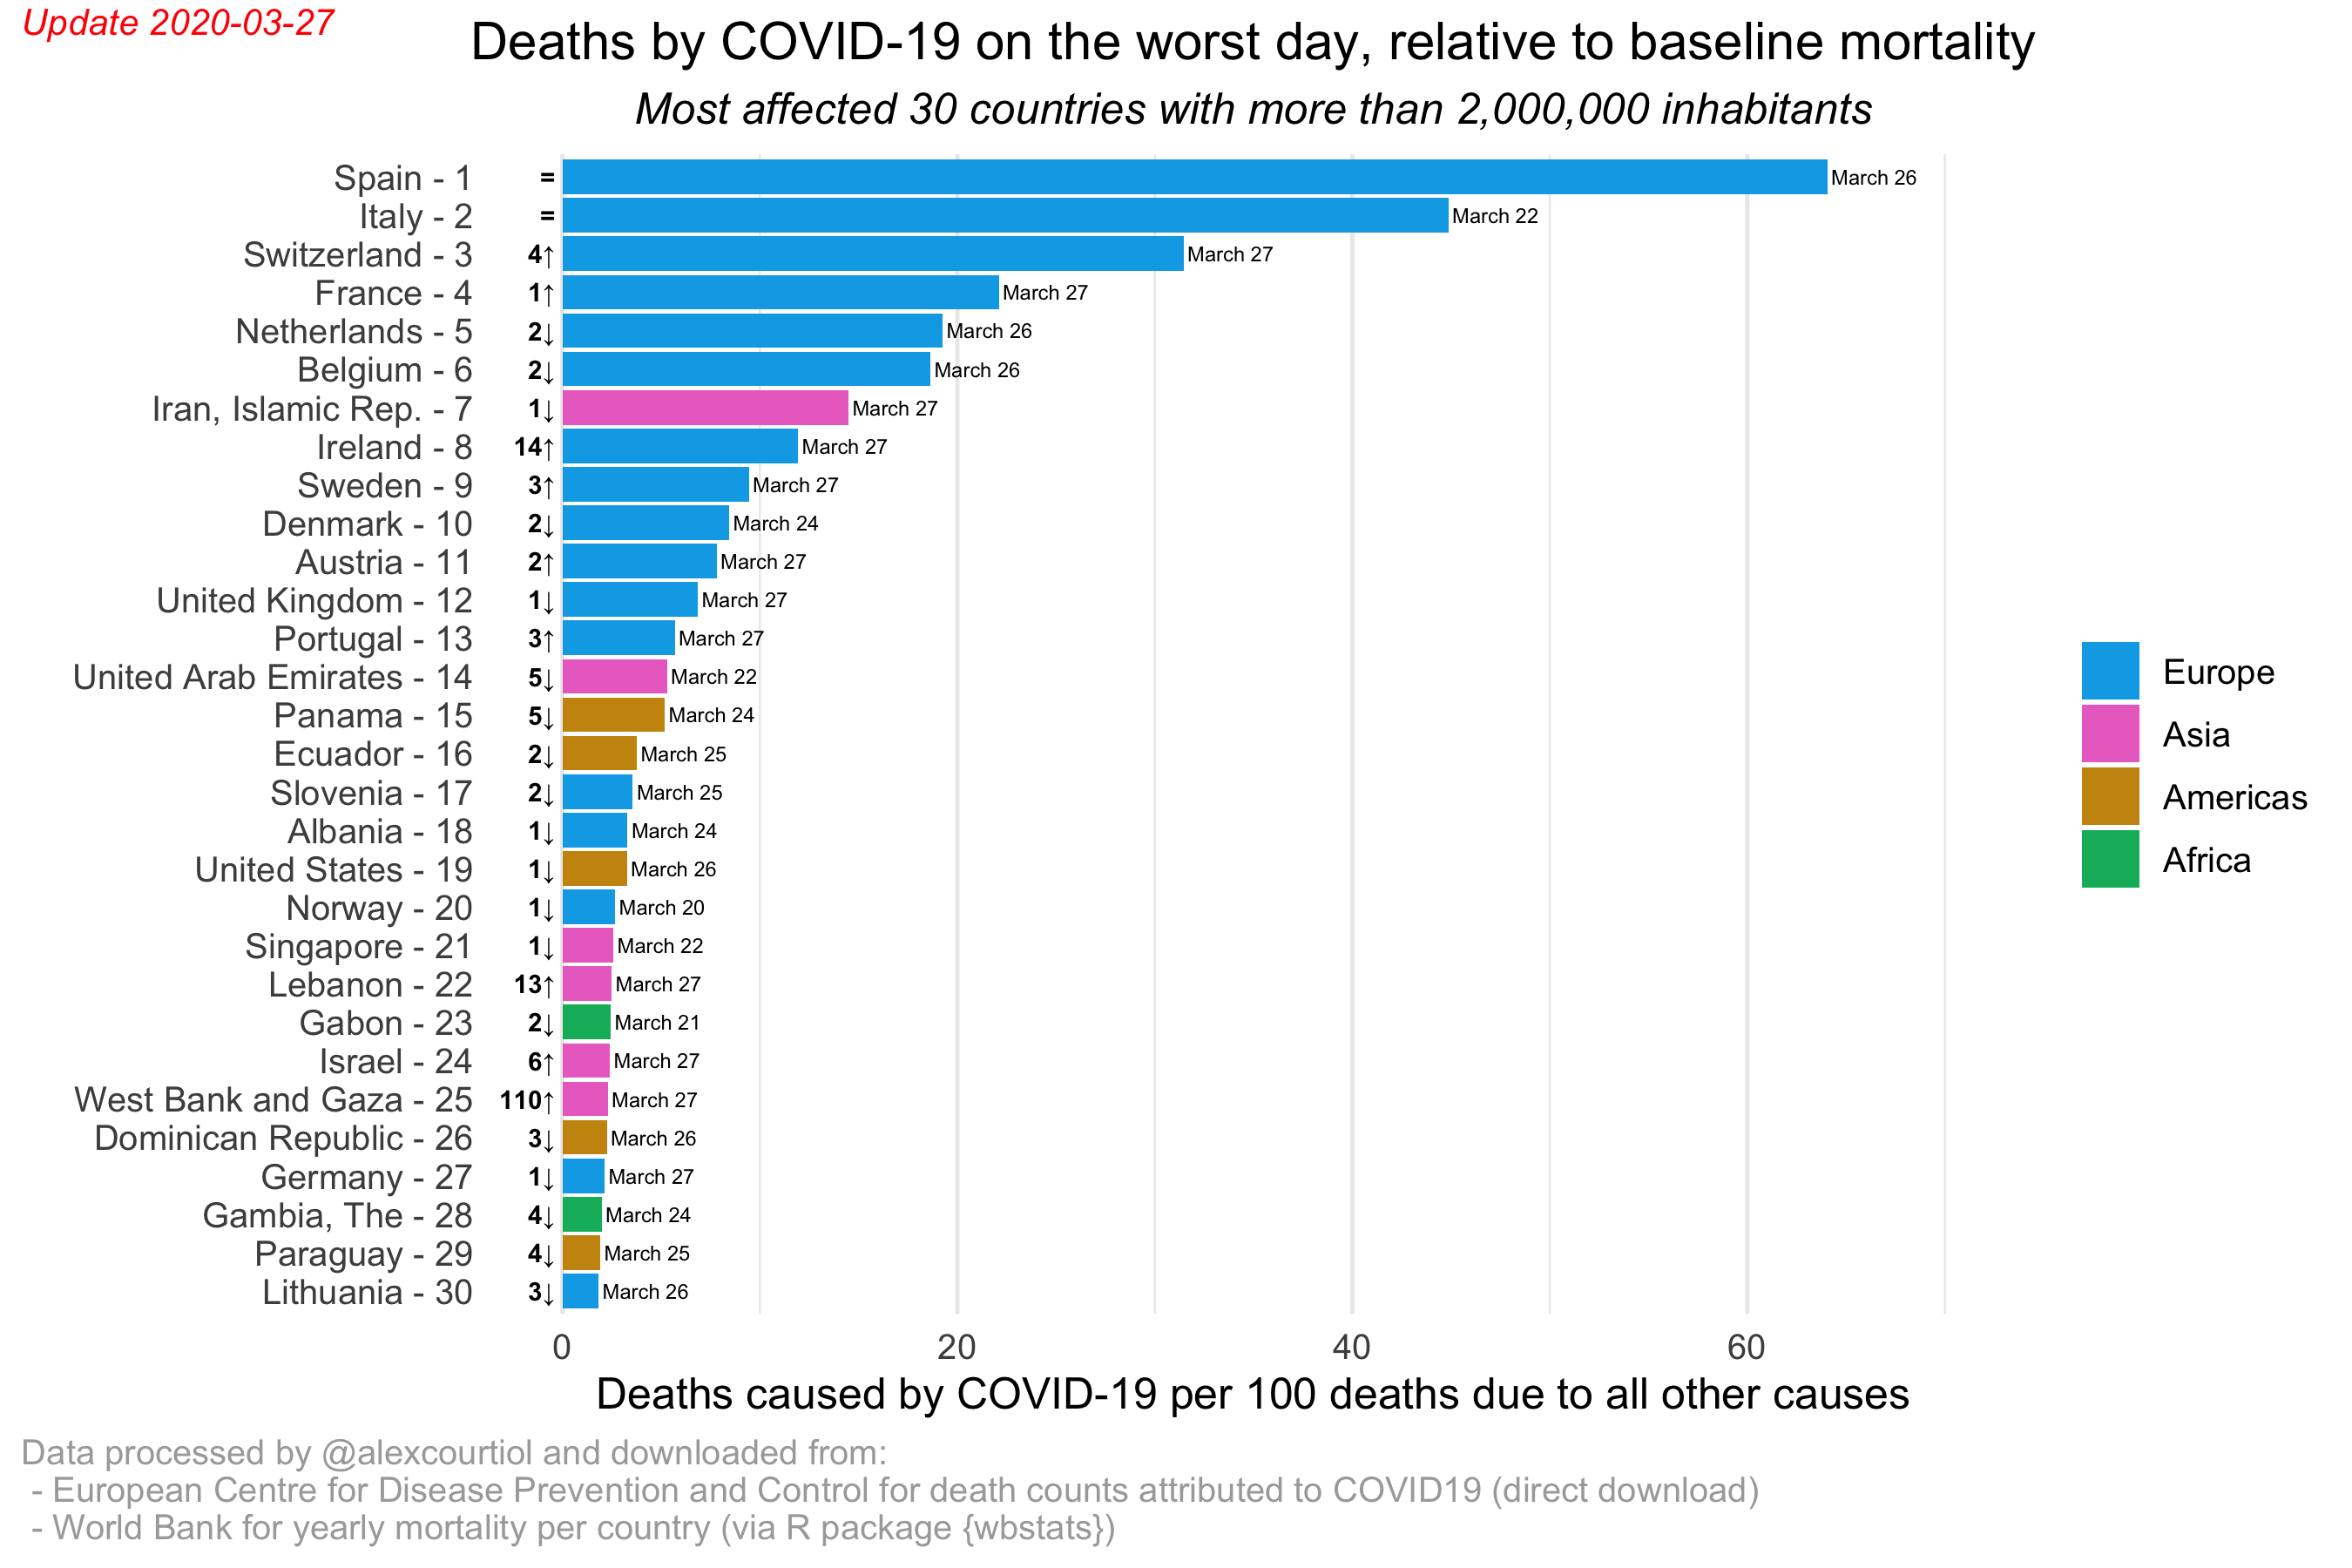 Update 2020-03-27
Deaths by COVID-19 on the worst day, relative to baseline mortality
Most affected 30 countries with more than 2,000,000 inhabitants
Spain - 1 = March 26
Italy - 2 = March 22
Switzerland - 3 4↑ March 27
France - 4 1↑ March 27
Netherlands - 5 2↓ March 26
Belgium - 6 2↓ March 26
Iran, Islamic Rep. - 7 1↓ March 27
Ireland - 8 14↑ March 27
Sweden - 9 3↑ March 27
Denmark - 10 2↓ March 24
Austria - 11 2↑ March 27
United Kingdom - 12 1↓ March 27
Portugal - 13 3↑ March 27
United Arab Emirates - 14 5↓ March 22
Panama - 15 5↓ March 24
Ecuador - 16 2↓ March 25
Slovenia - 17 2↓ March 25
Albania - 18 1↓ March 24
United States - 19 1↓ March 26
Norway - 20 1↓ March 20
Singapore - 21 1↓ March 22
Lebanon - 22 13↑ March 27
Gabon - 23 2↓ March 21
Israel - 24 6↑ March 27
West Bank and Gaza - 25 110↑ March 27
Dominican Republic - 26 3↓ March 26
Germany - 27 1↓ March 27
Gambia, The - 28 4↓ March 24
Paraguay - 29 4↓ March 25
Lithuania - 30 3↓ March 26
0 20 40 60
Deaths caused by COVID-19 per 100 deaths due to all other causes
Europe
Asia
Americas
Africa
Data processed by @alexcourtiol and downloaded from:
- European Centre for Disease Prevention and Control for death counts attributed to COVID19 (direct download)
- World Bank for yearly mortality per country (via R package {wbstats})